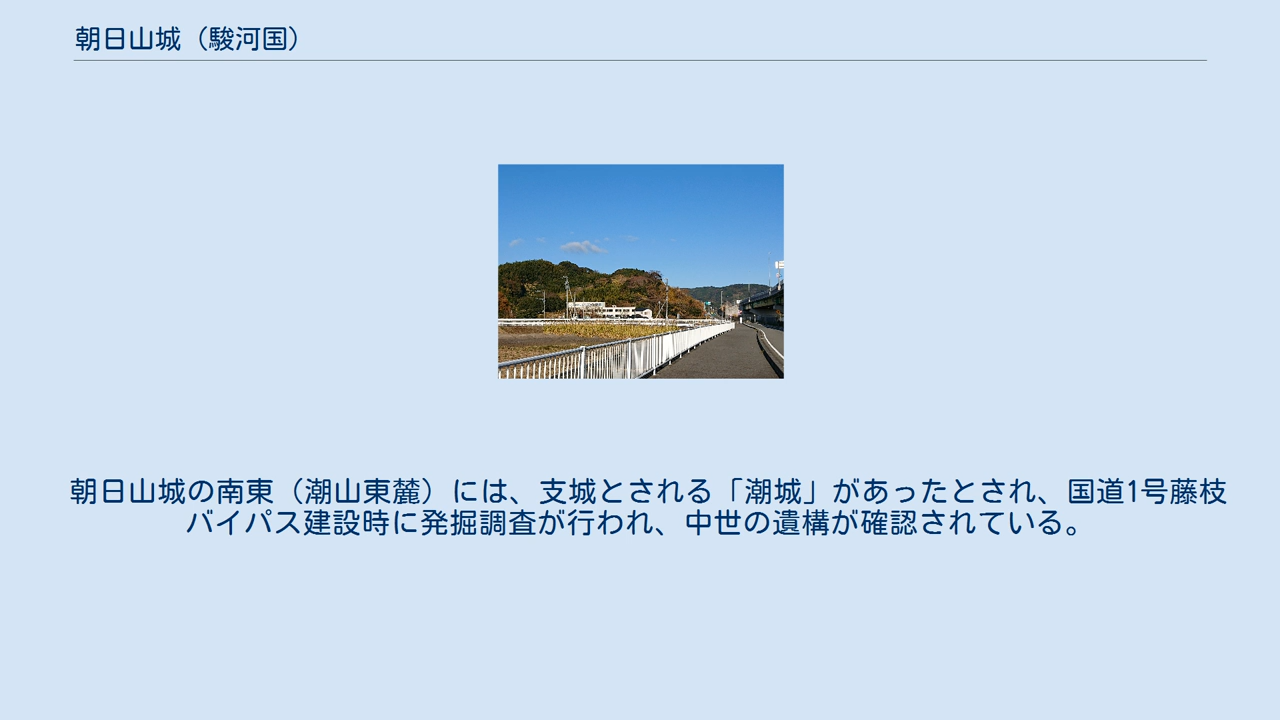 朝日山城（駿河国）
朝日山城の南東（潮山東麓）には、支城とされる「潮城」があったとされ、国道1号藤枝
バイパス建設時に発掘調査が行われ、中世の遺構が確認されている。